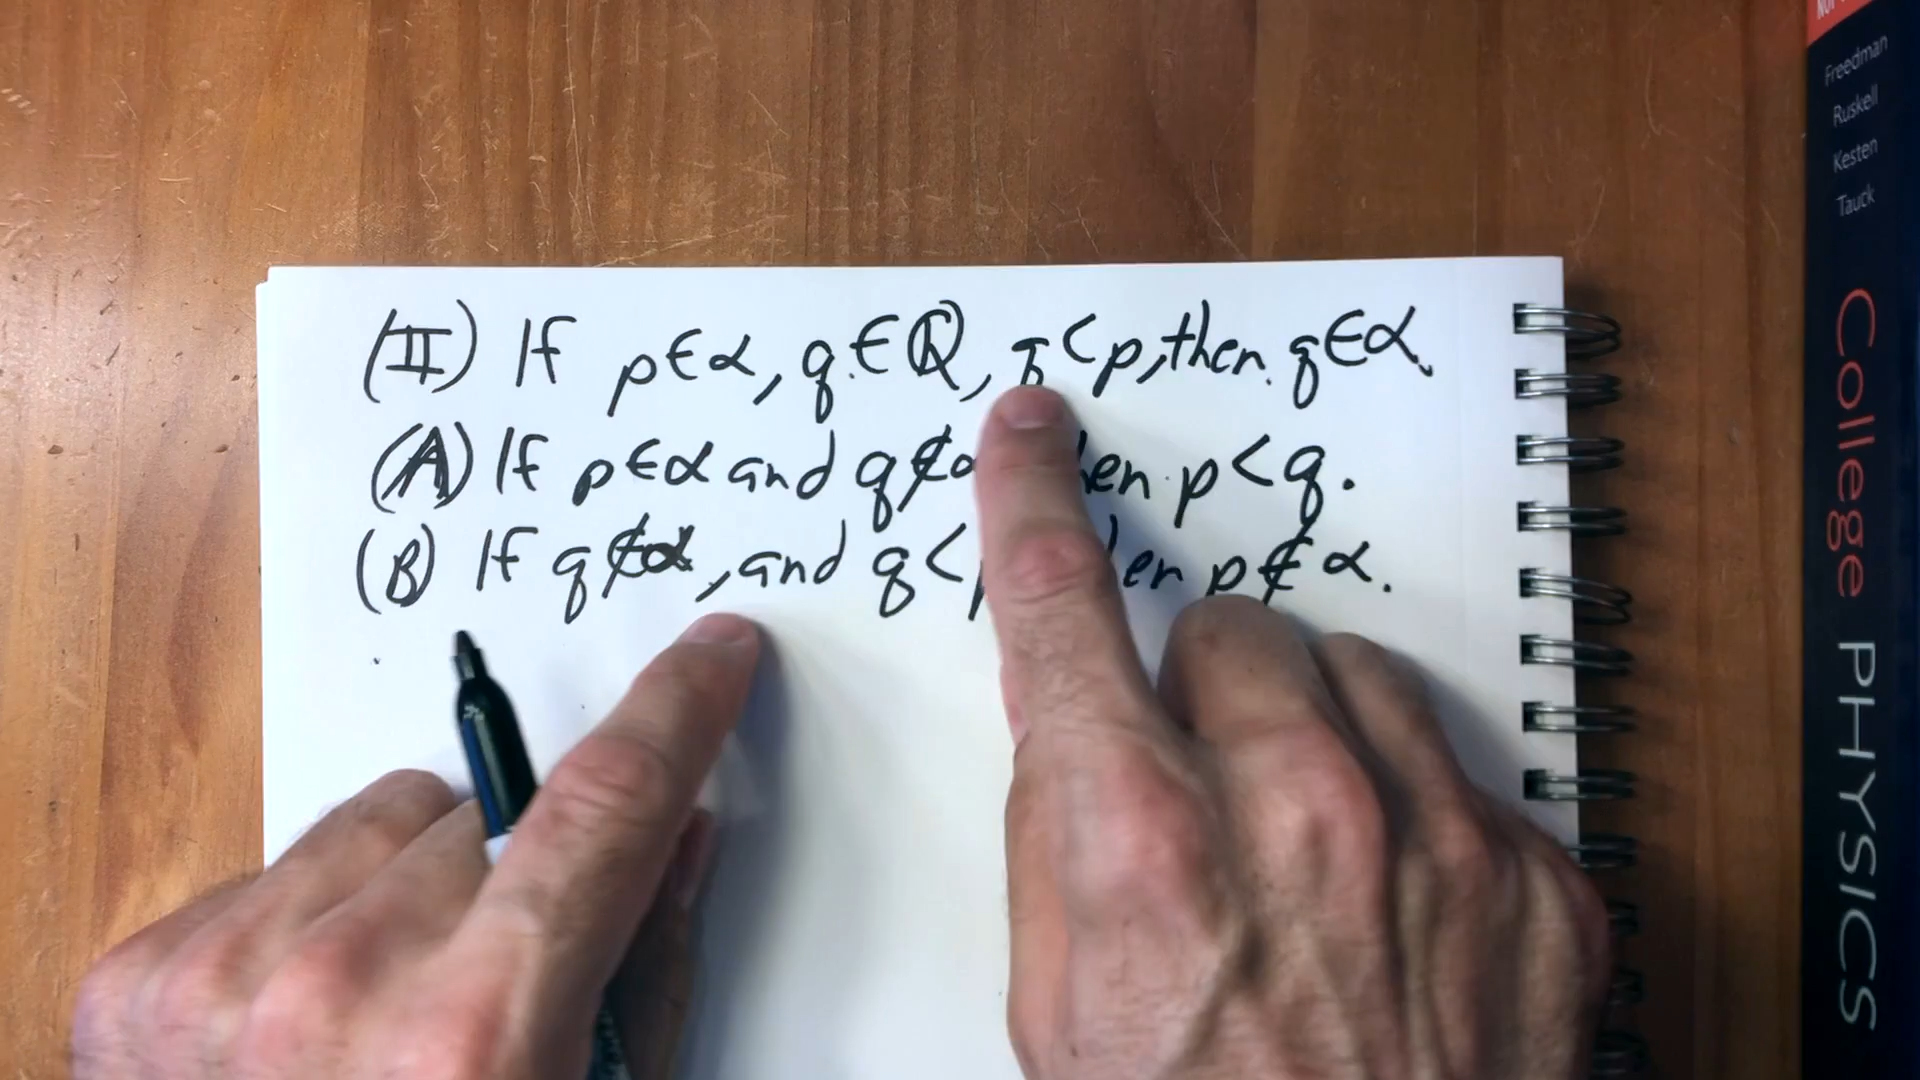 (II) If p∈α, q∈ℚ, q<p, then q∈α.
(A) If p∈α and q∉ p<q.
(B) If q∉α, and q< p∉α.
Freedman
Ruskell
Kesten
Tauck
College PHYSICS